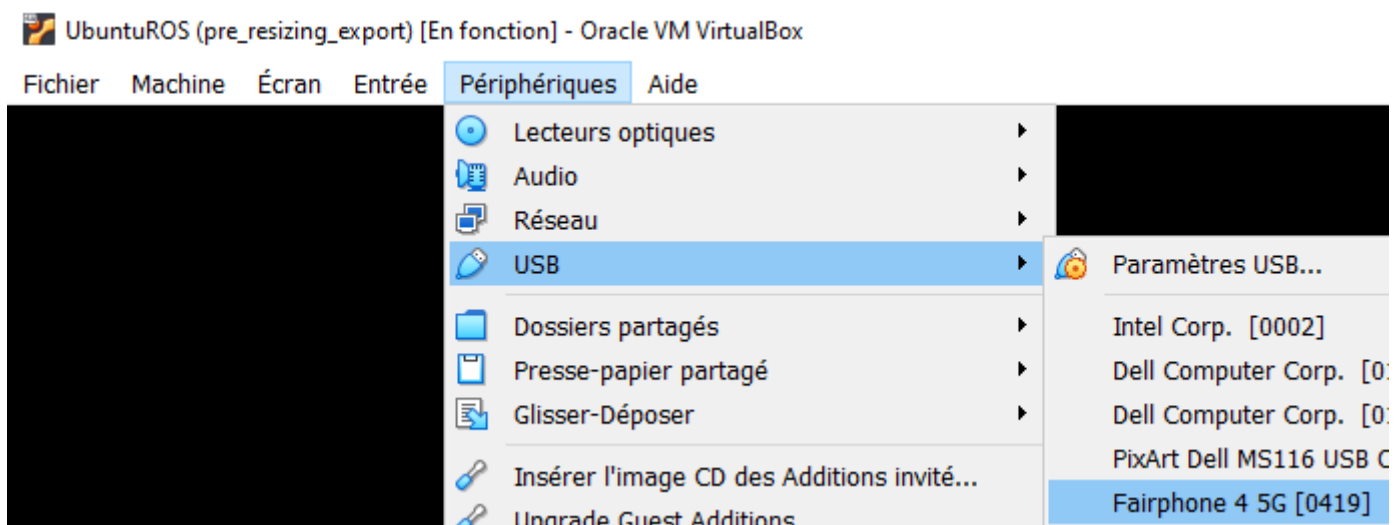 UbuntuROS (pre_resizing_export) [En fonction] - Oracle VM VirtualBox
Fichier Machine Écran Entrée Périphériques Aide
Lecteurs optiques
Audio
Réseau
USB
Dossiers partagés
Presse-papier partagé
Glisser-Déposer
Insérer l'image CD des Additions invité...
Upgrade Guest Additions
Paramètres USB...
Intel Corp. [0002]
Dell Computer Corp. [01
Dell Computer Corp. [01
PixArt Dell MS116 USB
Fairphone 4 5G [0419]